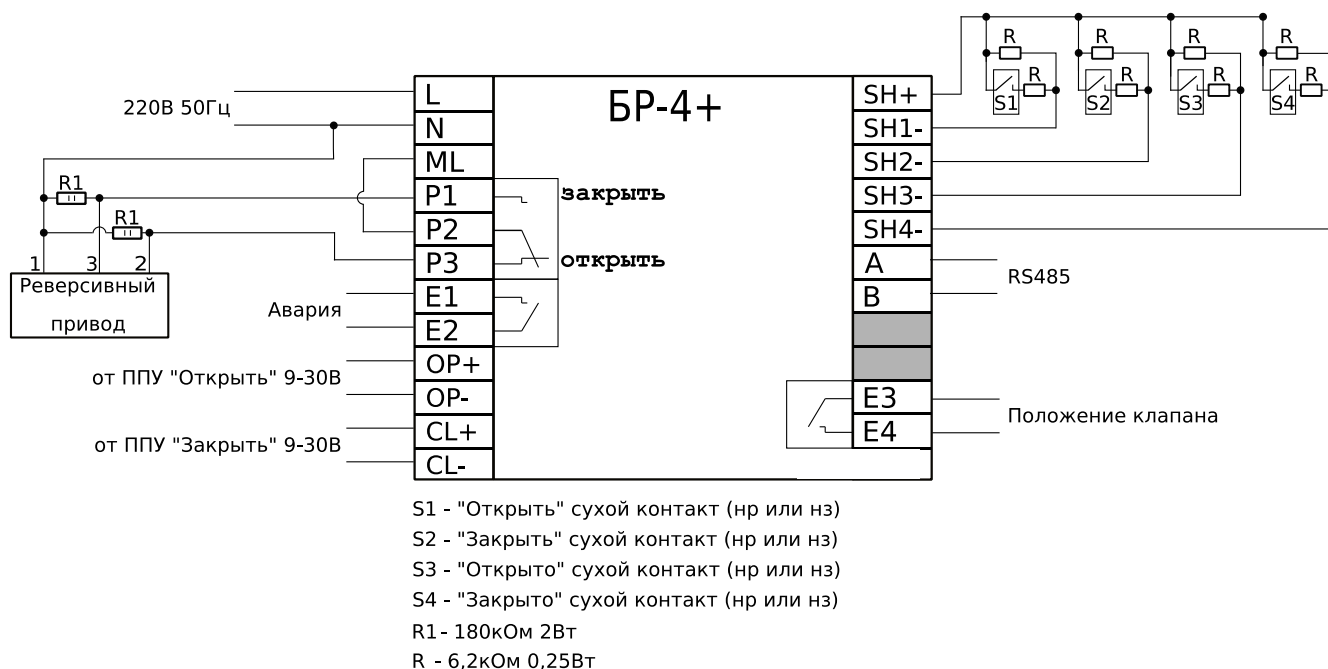 БР-4+
220В 50Гц
L
N
ML
P1
P2
P3
E1
E2
OP+
OP-
CL+
CL-
закрыть
открыть
R1
R1
1
3
2
Реверсивный
привод
Авария
от ППУ "Открыть" 9-30В
от ППУ "Закрыть" 9-30В
SH+
SH1-
SH2-
SH3-
SH4-
A
B
E3
E4
R
R
R
R
R
R
R
R
S1
S2
S3
S4
RS485
Положение клапана
S1 - "Открыть" сухой контакт (нр или нз)
S2 - "Закрыть" сухой контакт (нр или нз)
S3 - "Открыто" сухой контакт (нр или нз)
S4 - "Закрыто" сухой контакт (нр или нз)
R1- 180кОм 2Вт
R - 6,2кОм 0,25Вт